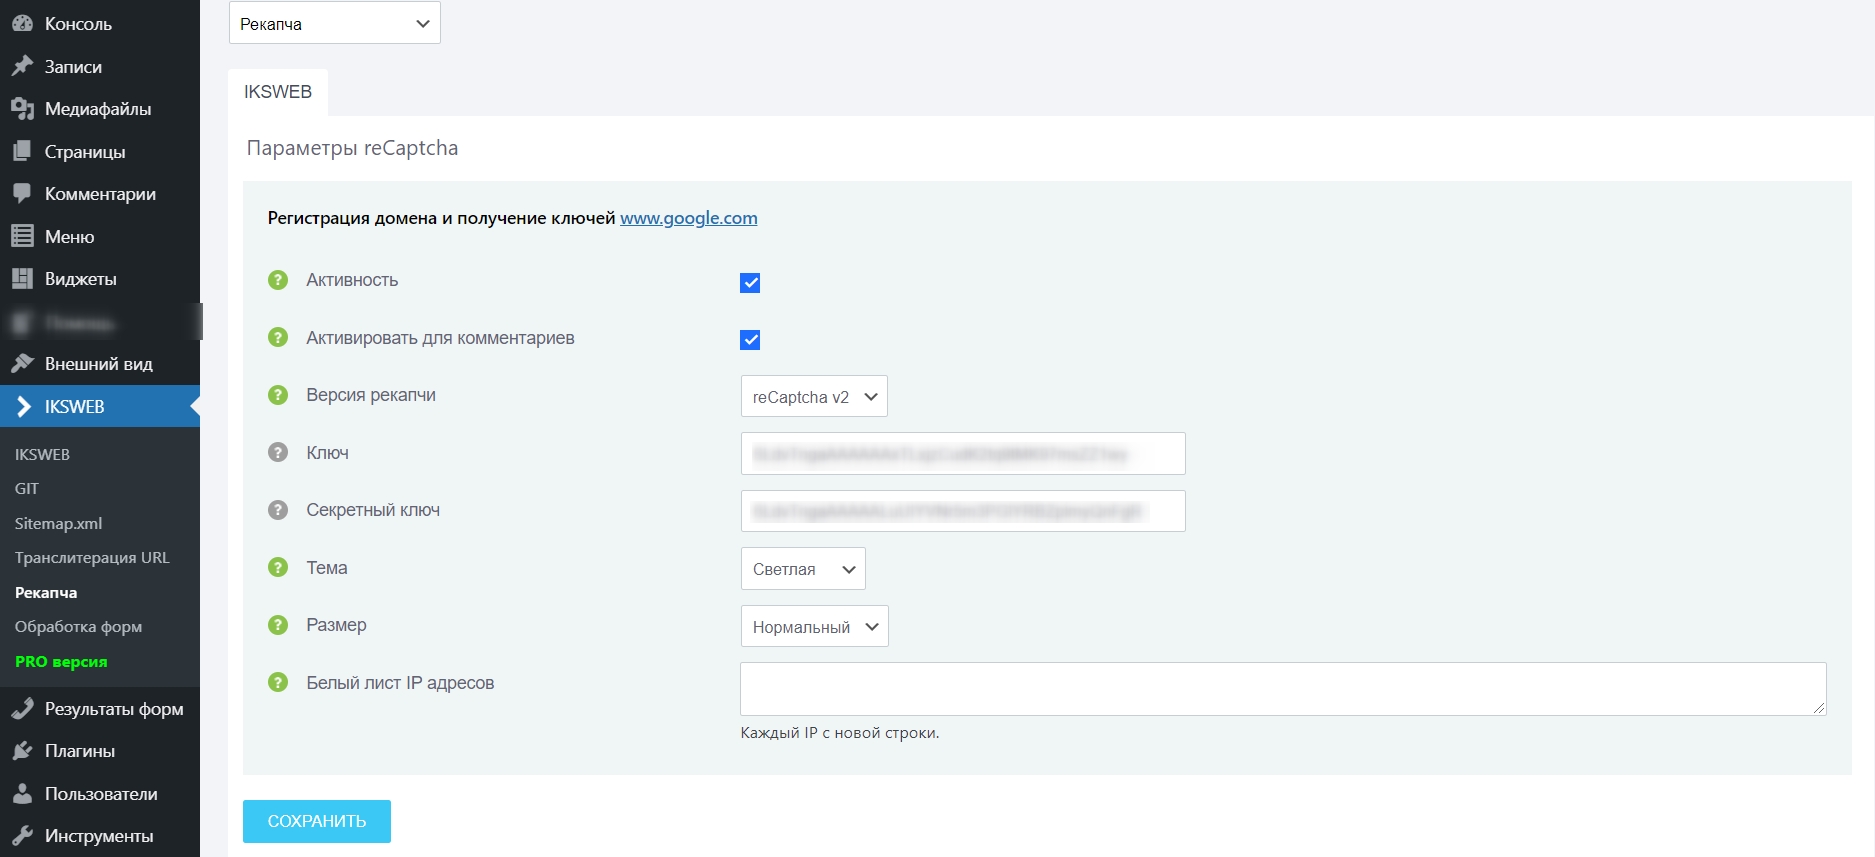 Консоль
Записи
Медиафайлы
Страницы
Комментарии
Меню
Виджеты
Внешний вид
IKSWEB
IKSWEB
GIT
Sitemap.xml
Транслитерация URL
Рекапча
Обработка форм
PRO версия
Результаты форм
Плагины
Пользователи
Инструменты
Рекапча
IKSWEB
Параметры reCaptcha
Регистрация домена и получение ключей www.google.com
? Активность
? Активировать для комментариев
? Версия рекапчи reCaptcha v2
? Ключ
? Секретный ключ
? Тема Светлая
? Размер Нормальный
? Белый лист IP адресов
Каждый IP с новой строки.
СОХРАНИТЬ